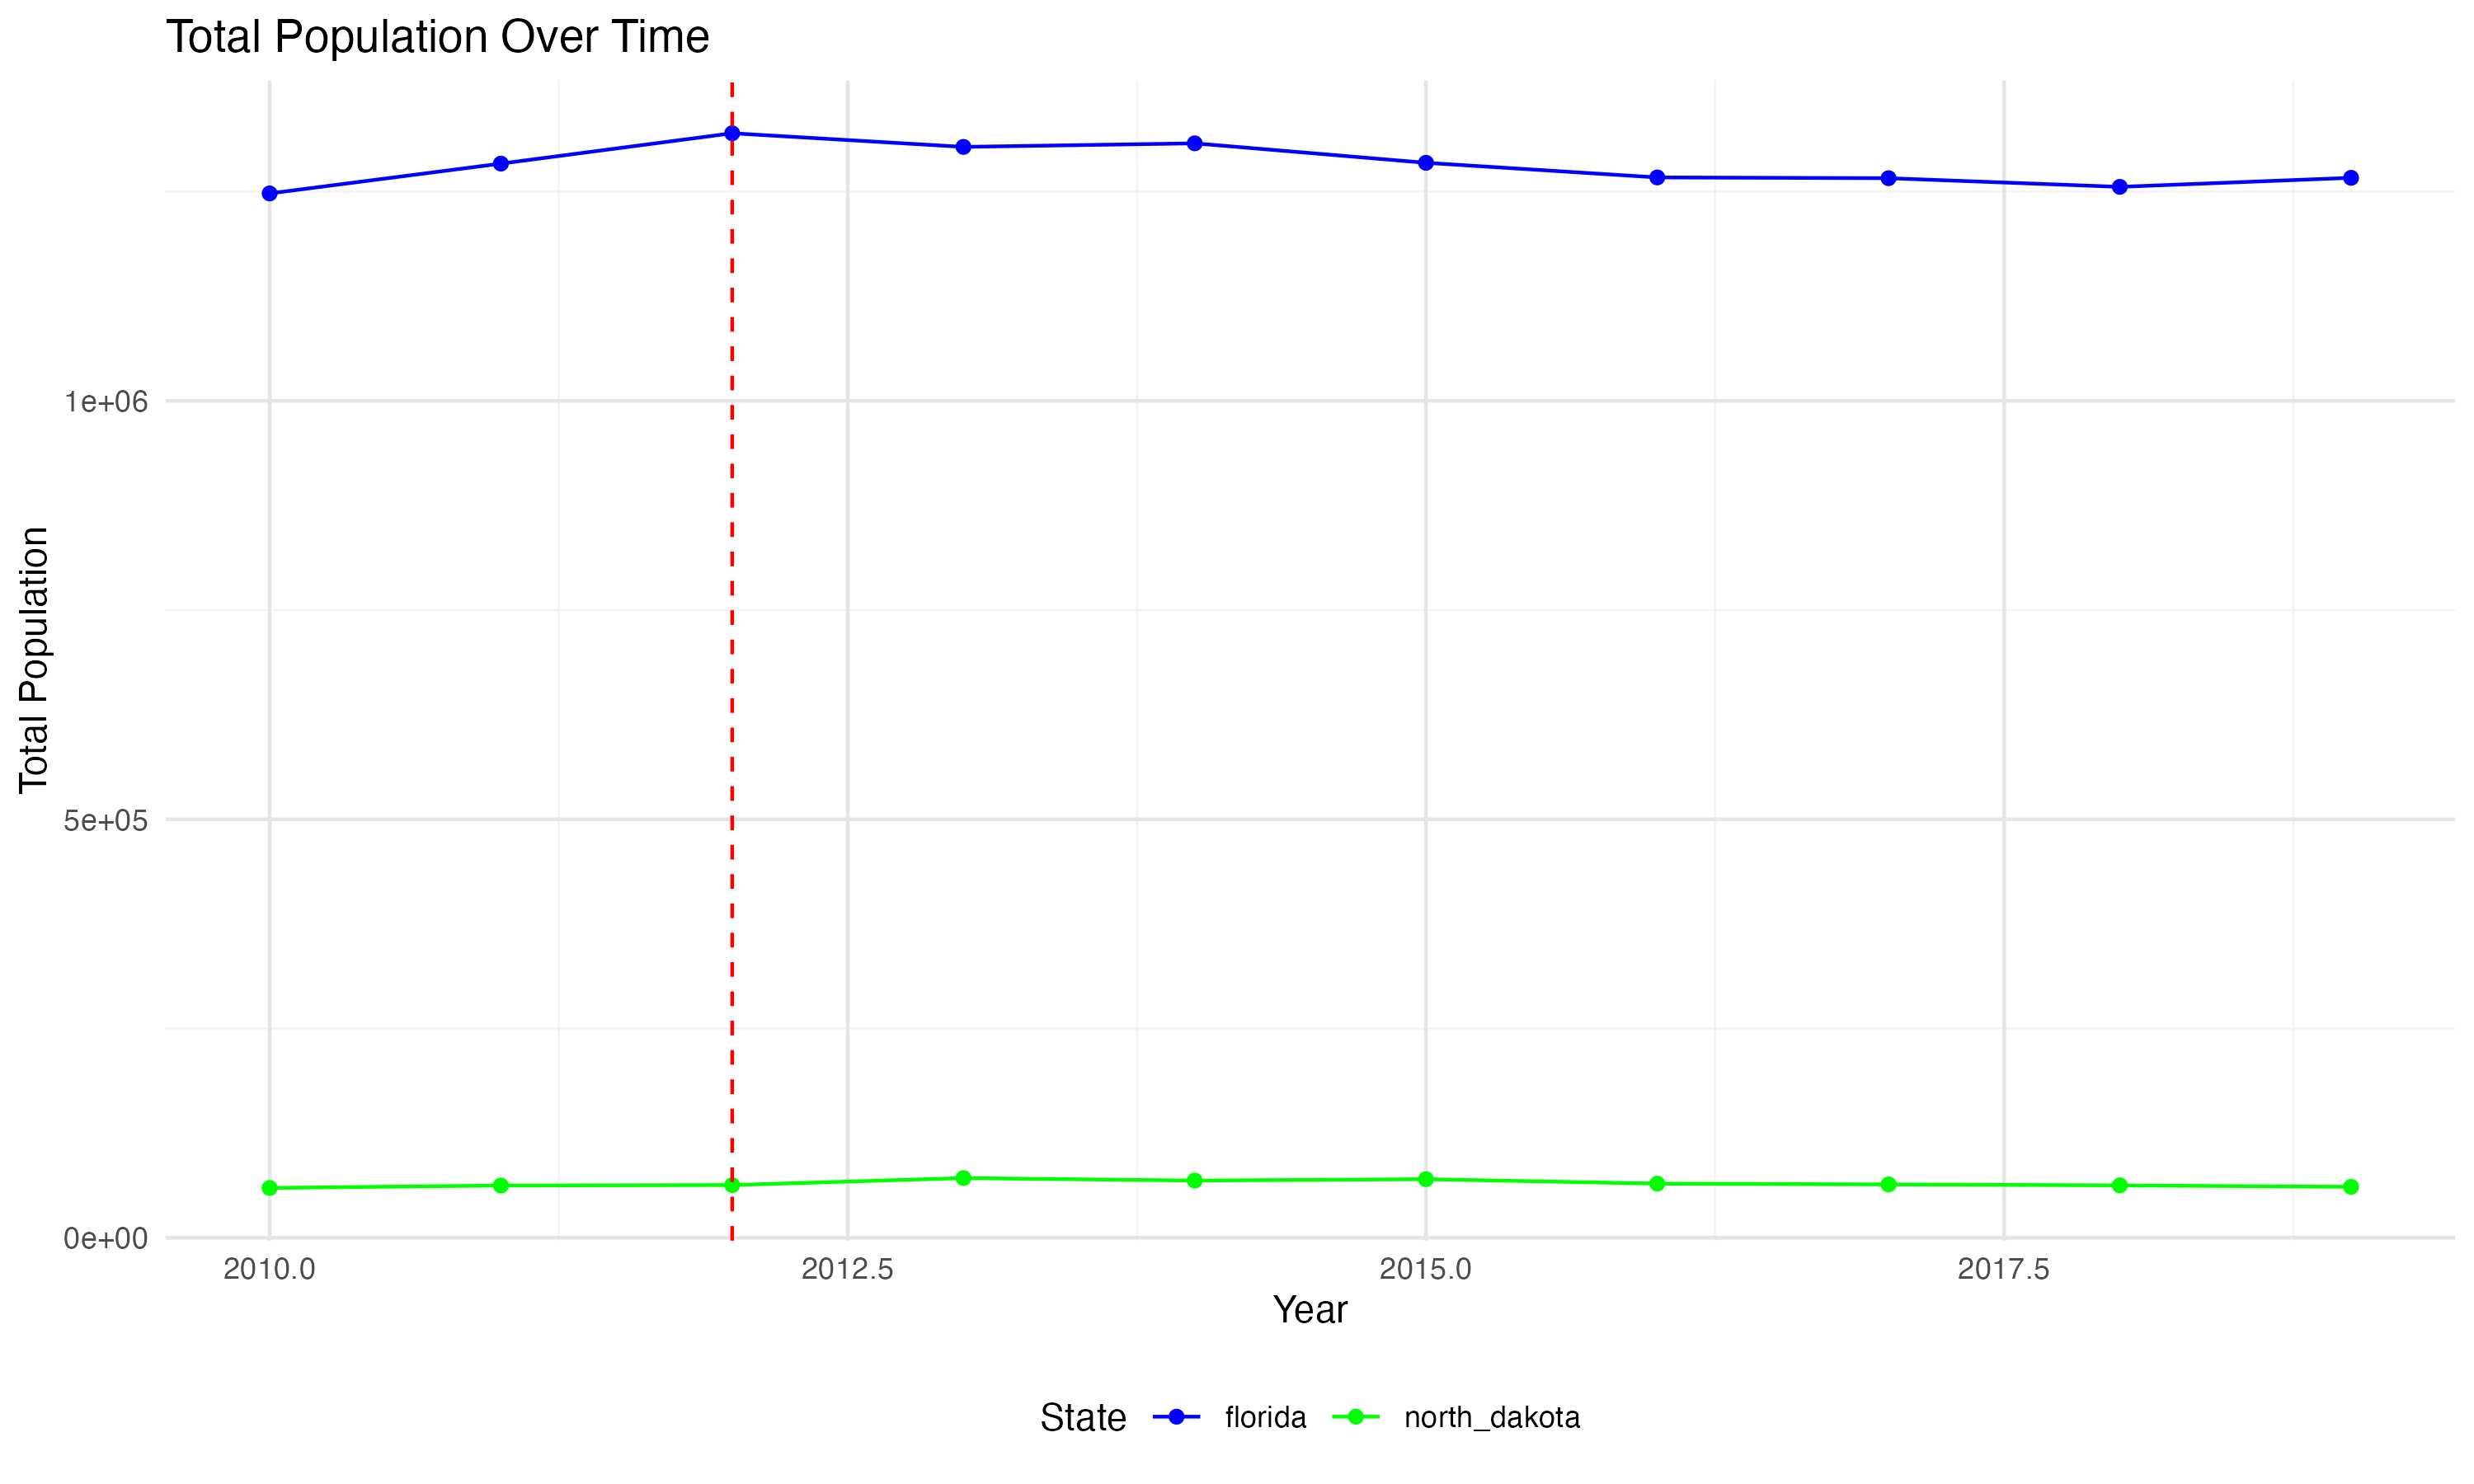 Total Population Over Time
Total Population
1e+06
5e+05
0e+00
2010.0 2012.5 2015.0 2017.5
Year
State florida north_dakota